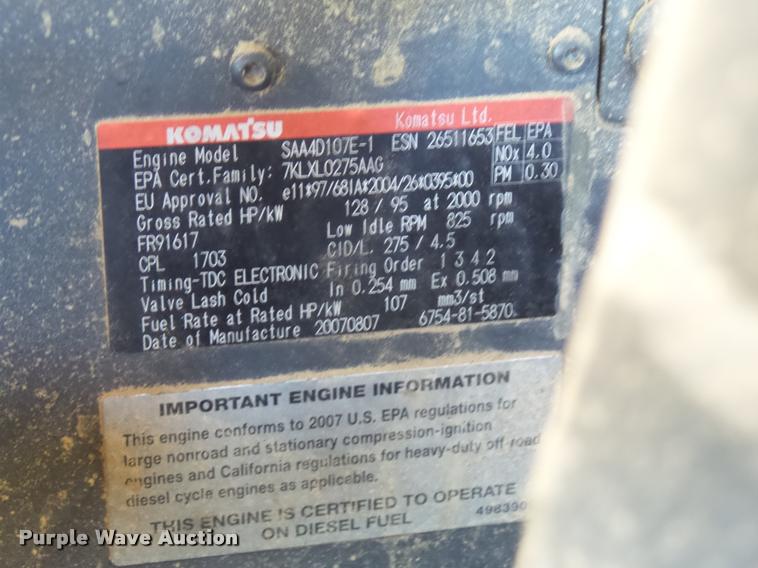 KOMATSU Komatsu Ltd.
Engine Model SAA4D107E-1 ESN 26511653 FEL EPA
EPA Cert.Family: 7KLXL0275AAG NOx 4.0
EU Approval NO. e11*97/68IA*2004/26*0395*00 PM 0.30
Gross Rated HP/kW 128 / 95 at 2000 rpm
FR91617 Low Idle RPM 825 rpm
CPL 1703 CID/L. 275 / 4.5
Timing-TDC ELECTRONIC Firing Order 1 3 4 2
Valve Lash Cold In 0.254 mm Ex 0.508 mm
Fuel Rate at Rated HP/kW 107 mm3/st
Date of Manufacture 20070807 6754-81-5870
IMPORTANT ENGINE INFORMATION
This engine conforms to 2007 U.S. EPA regulations for
large nonroad and stationary compression-ignition
engines and California regulations for heavy-duty off-road
diesel cycle engines as applicable.
THIS ENGINE IS CERTIFIED TO OPERATE
ON DIESEL FUEL 498390
Purple Wave Auction